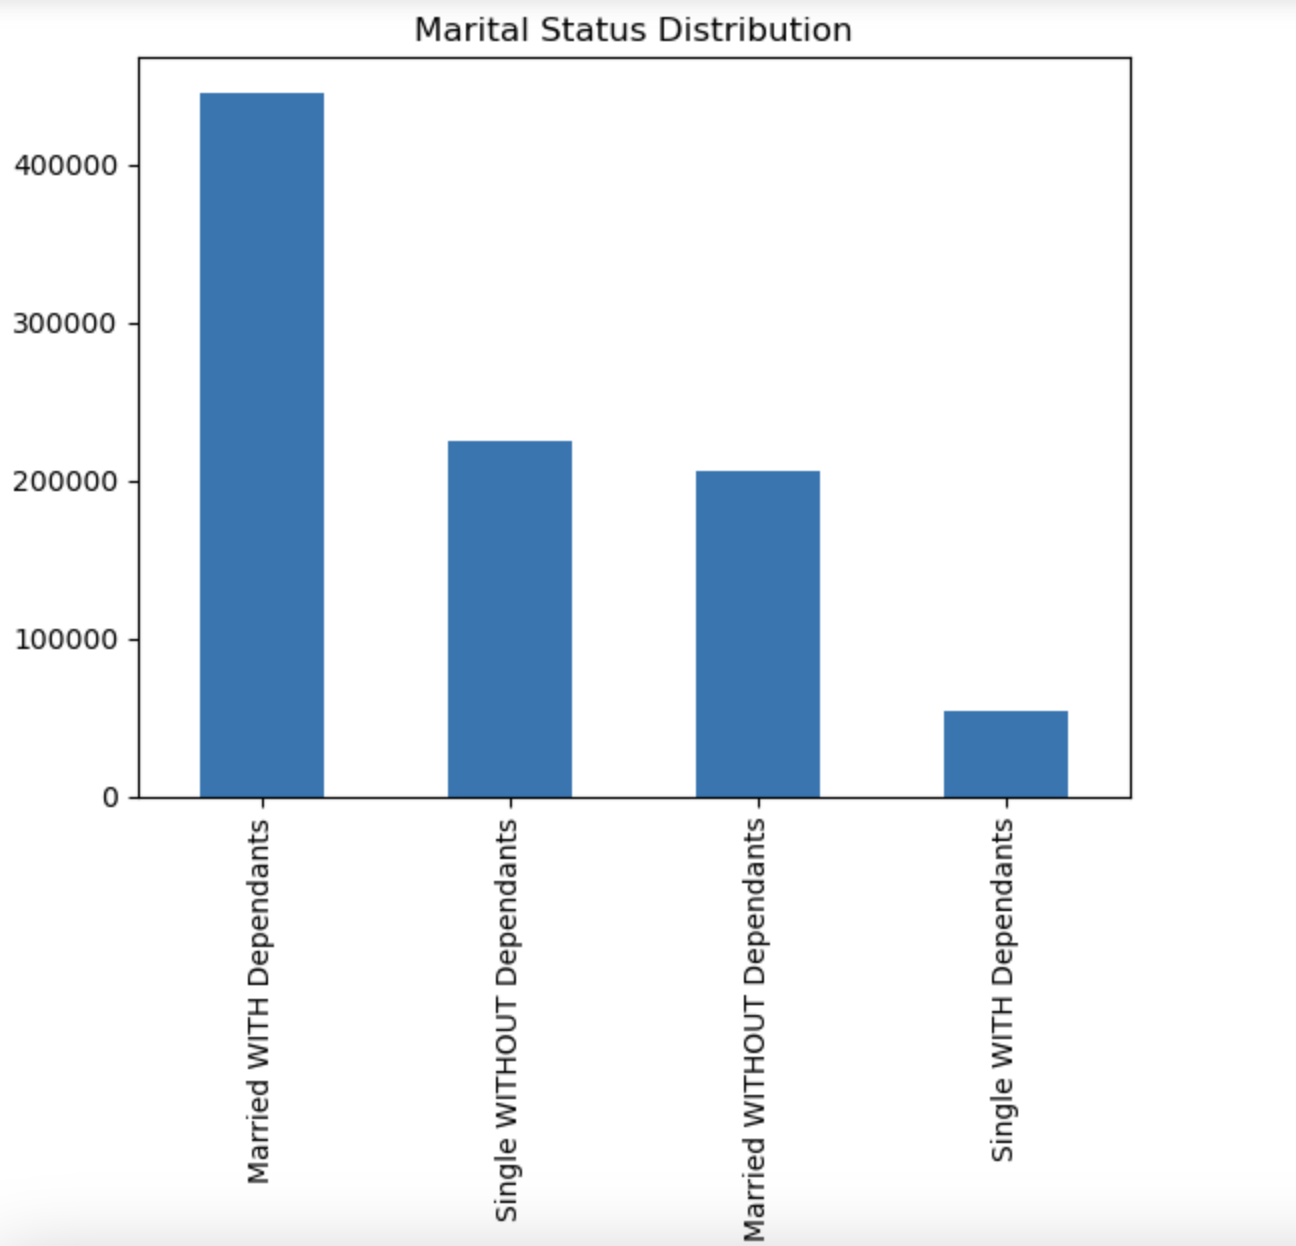 Marital Status Distribution
400000
300000
200000
100000
0
Married WITH Dependants
Single WITHOUT Dependants
Married WITHOUT Dependants
Single WITH Dependants